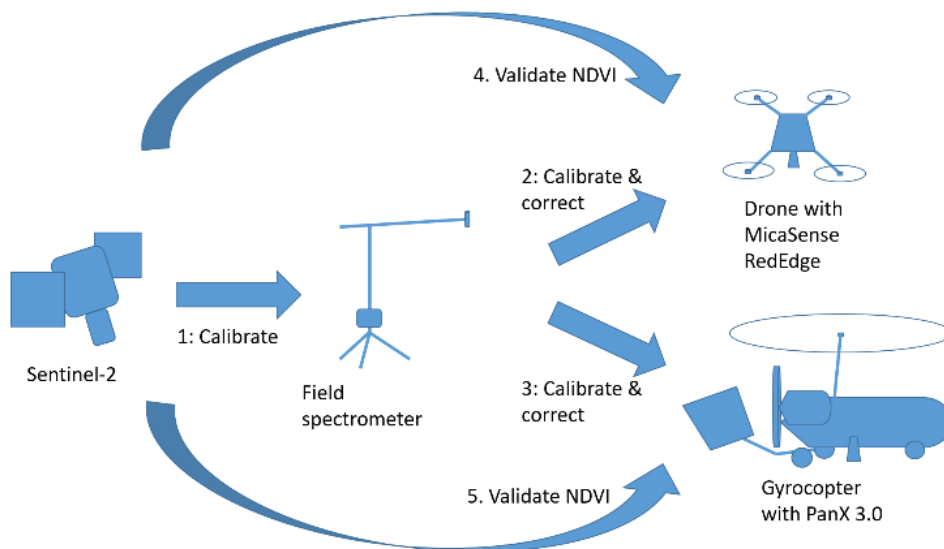 4. Validate NDVI
2: Calibrate &
correct
Drone with
MicaSense
RedEdge
1: Calibrate
Sentinel-2
Field
spectrometer
3: Calibrate &
correct
5. Validate NDVI
Gyrocopter
with PanX 3.0